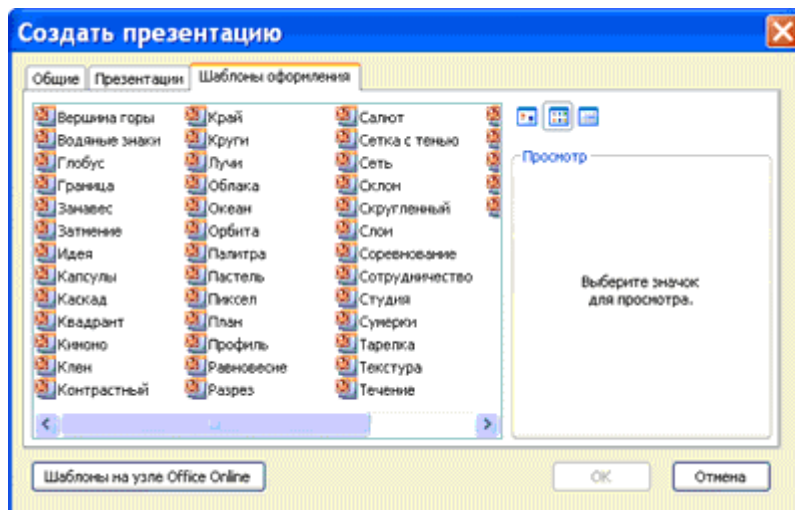 Создать презентацию
Общие Презентации Шаблоны оформления
Вершина горы
Водяные знаки
Глобус
Граница
Занавес
Затмение
Идея
Капсулы
Каскад
Квадрант
Кимоно
Клен
Контрастный
Край
Круги
Лучи
Облака
Океан
Орбита
Палитра
Пастель
Пиксел
План
Профиль
Равновесие
Разрез
Салют
Сетка с тенью
Сеть
Склон
Скругленный
Слои
Соревнование
Сотрудничество
Студия
Сумерки
Тарелка
Текстура
Течение
Просмотр
Выберите значок
для просмотра.
Шаблоны на узле Office Online
ОК
Отмена